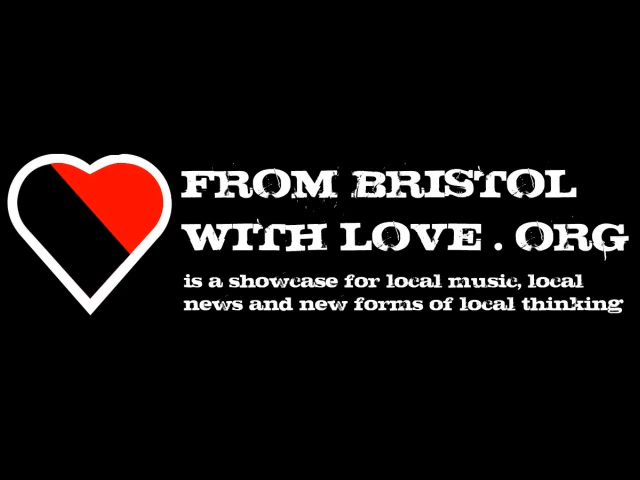 FROM BRISTOL
WITH LOVE . ORG
is a showcase for local music, local
news and new forms of local thinking